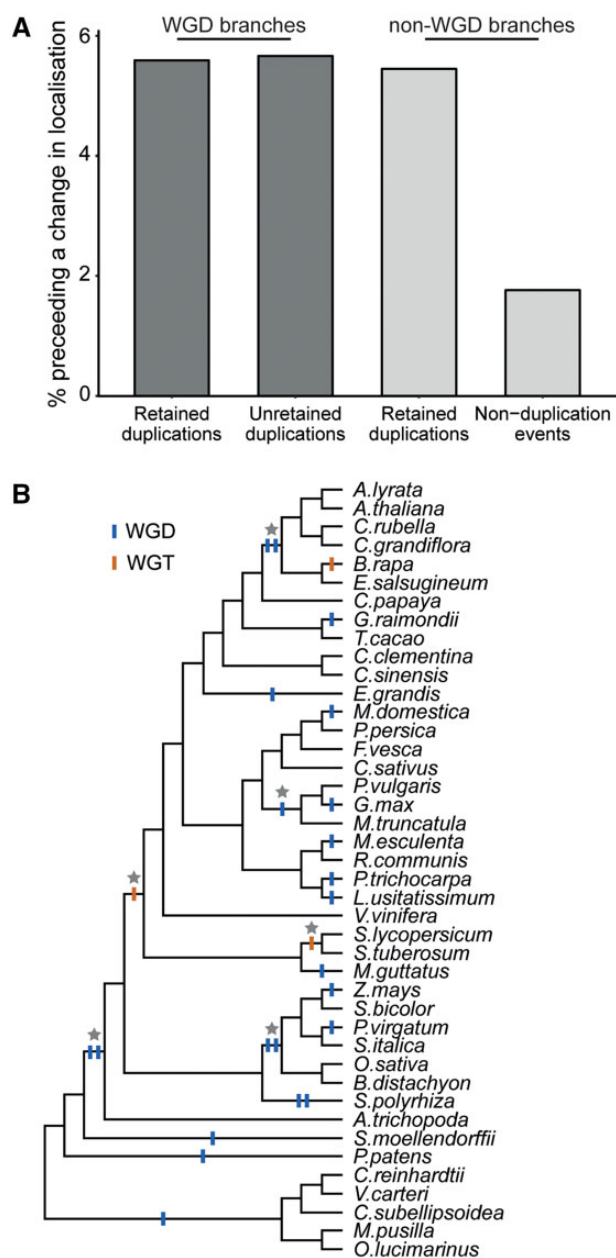 A
WGD branches
non-WGD branches
% preceeding a change in localisation
6
4
2
0
Retained
duplications
Unretained
duplications
Retained
duplications
Non−duplication
events
B
WGD
WGT
A.lyrata
A.thaliana
C.rubella
C.grandiflora
B.rapa
E.salsugineum
C.papaya
G.raimondii
T.cacao
C.clementina
C.sinensis
E.grandis
M.domestica
P.persica
F.vesca
C.sativus
P.vulgaris
G.max
M.truncatula
M.esculenta
R.communis
P.trichocarpa
L.usitatissimum
V.vinifera
S.lycopersicum
S.tuberosum
M.guttatus
Z.mays
S.bicolor
P.virgatum
S.italica
O.sativa
B.distachyon
S.polyrhiza
A.trichopoda
S.moellendorffii
P.patens
C.reinhardtii
V.carteri
C.subellipsoidea
M.pusilla
O.lucimarinus